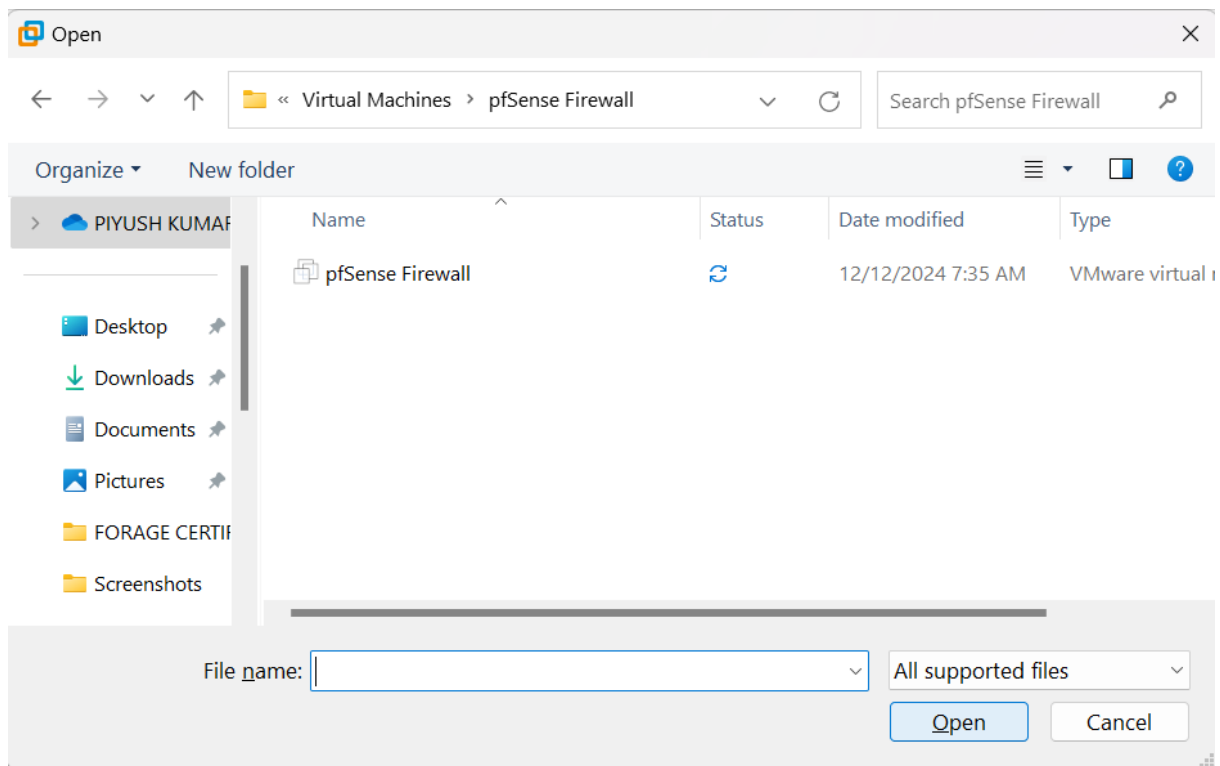 Open
« Virtual Machines > pfSense Firewall
Search pfSense Firewall
Organize
New folder
?
PIYUSH KUMAR
Name
Status
Date modified
Type
pfSense Firewall
12/12/2024 7:35 AM
VMware virtual
Desktop
Downloads
Documents
Pictures
FORAGE CERTIF
Screenshots
File name:
All supported files
Open
Cancel